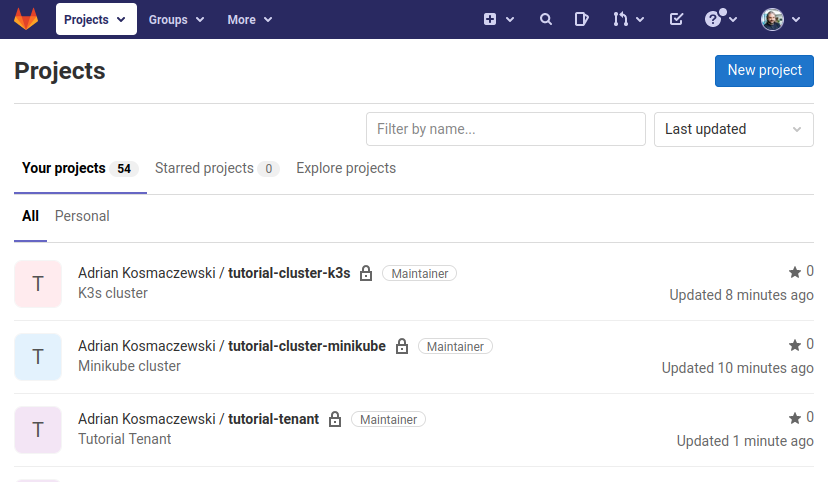 Projects Groups More
Projects
New project
Filter by name...
Last updated
Your projects 54 Starred projects 0 Explore projects
All Personal
T
Adrian Kosmaczewski / tutorial-cluster-k3s Maintainer
0
K3s cluster
Updated 8 minutes ago
T
Adrian Kosmaczewski / tutorial-cluster-minikube Maintainer
0
Minikube cluster
Updated 10 minutes ago
T
Adrian Kosmaczewski / tutorial-tenant Maintainer
0
Tutorial Tenant
Updated 1 minute ago